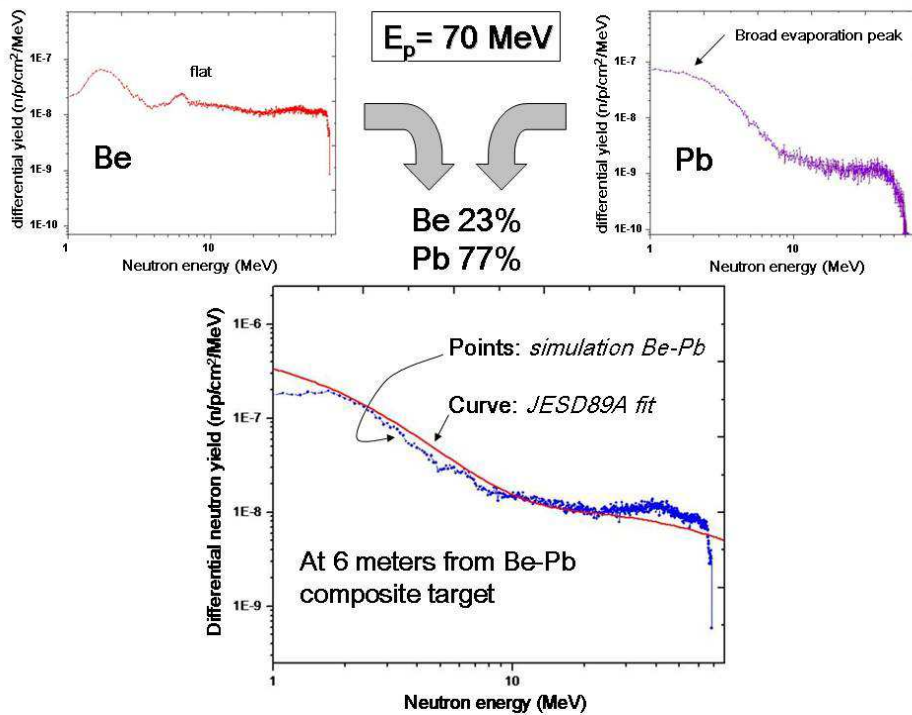 differential yield (n/p/cm²/MeV)
1E-7
1E-8
1E-9
1E-10
flat
Be
1
10
Neutron energy (MeV)
Eₚ= 70 MeV
Be 23%
Pb 77%
differential yield (n/p/cm²/MeV)
1E-7
1E-8
1E-9
1E-10
Broad evaporation peak
Pb
1
10
Neutron energy (MeV)
Differential neutron yield (n/p/cm²/MeV)
1E-6
1E-7
1E-8
1E-9
Points: simulation Be-Pb
Curve: JESD89A fit
At 6 meters from Be-Pb
composite target
1
10
Neutron energy (MeV)